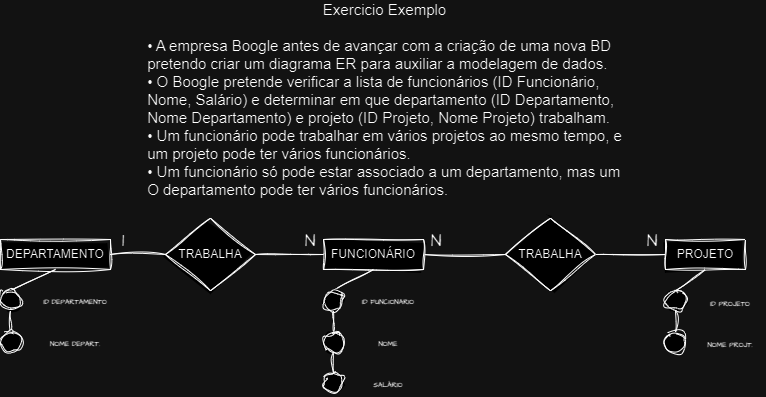 Exercicio Exemplo
• A empresa Boogle antes de avançar com a criação de uma nova BD
pretendo criar um diagrama ER para auxiliar a modelagem de dados.
• O Boogle pretende verificar a lista de funcionários (ID Funcionário,
Nome, Salário) e determinar em que departamento (ID Departamento,
Nome Departamento) e projeto (ID Projeto, Nome Projeto) trabalham.
• Um funcionário pode trabalhar em vários projetos ao mesmo tempo, e
um projeto pode ter vários funcionários.
• Um funcionário só pode estar associado a um departamento, mas um
O departamento pode ter vários funcionários.
1 N N N
DEPARTAMENTO TRABALHA FUNCIONÁRIO TRABALHA PROJETO
ID DEPARTAMENTO ID FUNCIONARIO ID PROJETO
NOME DEPART. NOME NOME PROJT.
SALÁRIO